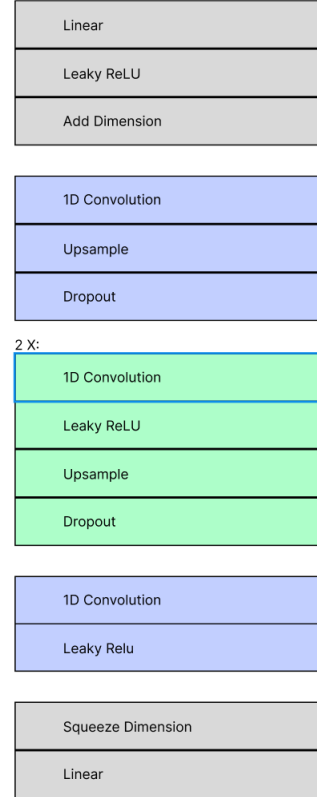 Linear
Leaky ReLU
Add Dimension
1D Convolution
Upsample
Dropout
2 X:
1D Convolution
Leaky ReLU
Upsample
Dropout
1D Convolution
Leaky Relu
Squeeze Dimension
Linear